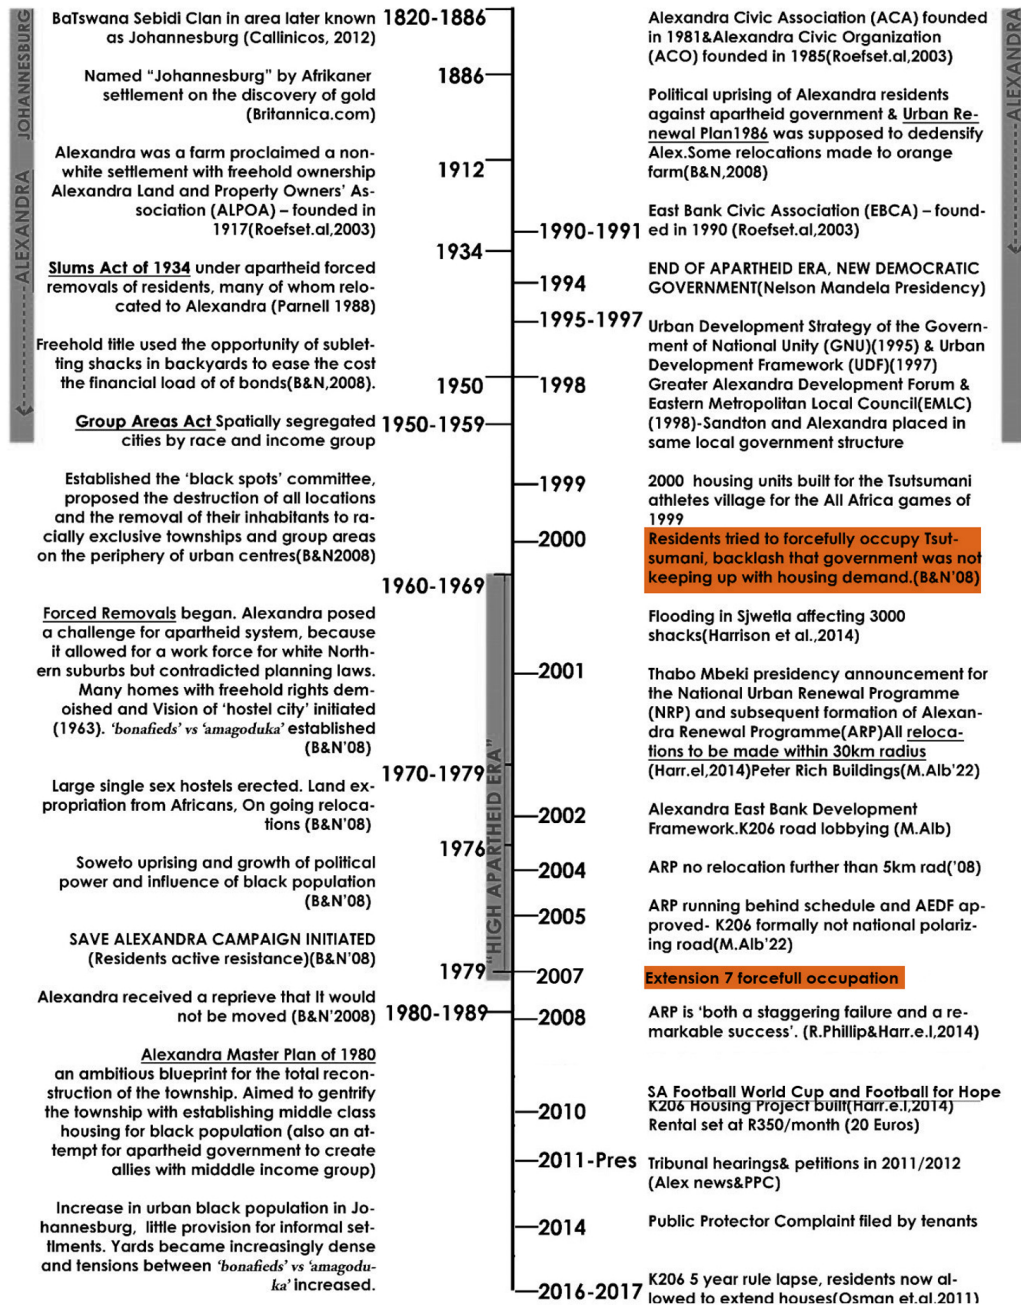 JOHANNESBURG
ALEXANDRA
BaTswana Sebidi Clan in area later known
as Johannesburg (Callinicos, 2012)
1820-1886
Named “Johannesburg” by Afrikaner
settlement on the discovery of gold
(Britannica.com)
1886
Alexandra was a farm proclaimed a non-
white settlement with freehold ownership
Alexandra Land and Property Owners’ As-
sociation (ALPOA) – founded in
1917(Roefset.al,2003)
1912
1934
Slums Act of 1934 under apartheid forced
removals of residents, many of whom relo-
cated to Alexandra (Parnell 1988)
Freehold title used the opportunity of sublet-
ting shacks in backyards to ease the cost
the financial load of of bonds(B&N,2008).
1950
Group Areas Act Spatially segregated
cities by race and income group
1950-1959
Established the ‘black spots’ committee,
proposed the destruction of all locations
and the removal of their inhabitants to ra-
cially exclusive townships and group areas
on the periphery of urban centres(B&N2008)
1960-1969
Forced Removals began. Alexandra posed
a challenge for apartheid system, because
it allowed for a work force for white North-
ern suburbs but contradicted planning laws.
Many homes with freehold rights dem-
oished and Vision of ‘hostel city’ initiated
(1963). ‘bonafieds’ vs ‘amagoduka’ established
(B&N’08)
1970-1979
Large single sex hostels erected. Land ex-
propriation from Africans, On going reloca-
tions (B&N’08)
1976
Soweto uprising and growth of political
power and influence of black population
(B&N’08)
SAVE ALEXANDRA CAMPAIGN INITIATED
(Residents active resistance)(B&N’08)
1979
"HIGH APARTHEID ERA"
Alexandra received a reprieve that It would
not be moved (B&N’2008)
1980-1989
Alexandra Master Plan of 1980
an ambitious blueprint for the total recon-
struction of the township. Aimed to gentrify
the township with establishing middle class
housing for black population (also an at-
tempt for apartheid government to create
allies with midddle income group)
Increase in urban black population in Jo-
hannesburg, little provision for informal set-
tlments. Yards became increasingly dense
and tensions between ‘bonafieds’ vs ‘amagodu-
ka’ increased.
ALEXANDRA
Alexandra Civic Association (ACA) founded
in 1981&Alexandra Civic Organization
(ACO) founded in 1985(Roefset.al,2003)
Political uprising of Alexandra residents
against apartheid government & Urban Re-
newal Plan1986 was supposed to dedensify
Alex.Some relocations made to orange
farm(B&N,2008)
1990-1991
East Bank Civic Association (EBCA) – found-
ed in 1990 (Roefset.al,2003)
1994
END OF APARTHEID ERA, NEW DEMOCRATIC
GOVERNMENT(Nelson Mandela Presidency)
1995-1997
Urban Development Strategy of the Govern-
ment of National Unity (GNU)(1995) & Urban
Development Framework (UDF)(1997)
1998
Greater Alexandra Development Forum &
Eastern Metropolitan Local Council(EMLC)
(1998)-Sandton and Alexandra placed in
same local government structure
1999
2000 housing units built for the Tsutsumani
athletes village for the All Africa games of
1999
2000
Residents tried to forcefully occupy Tsut-
sumani, backlash that government was not
keeping up with housing demand.(B&N’08)
Flooding in Sjwetla affecting 3000
shacks(Harrison et al.,2014)
2001
Thabo Mbeki presidency announcement for
the National Urban Renewal Programme
(NRP) and subsequent formation of Alexan-
dra Renewal Programme(ARP)All reloca-
tions to be made within 30km radius
(Harr.el,2014)Peter Rich Buildings(M.Alb’22)
2002
Alexandra East Bank Development
Framework.K206 road lobbying (M.Alb)
2004
ARP no relocation further than 5km rad(’08)
2005
ARP running behind schedule and AEDF ap-
proved- K206 formally not national polariz-
ing road(M.Alb’22)
2007
Extension 7 forcefull occupation
2008
ARP is ‘both a staggering failure and a re-
markable success’. (R.Phillip&Harr.e.l,2014)
2010
SA Football World Cup and Football for Hope
K206 Housing Project built(Harr.e.l,2014)
Rental set at R350/month (20 Euros)
2011-Pres
Tribunal hearings& petitions in 2011/2012
(Alex news&PPC)
2014
Public Protector Complaint filed by tenants
2016-2017
K206 5 year rule lapse, residents now al-
lowed to extend houses(Osman et.al,2011)